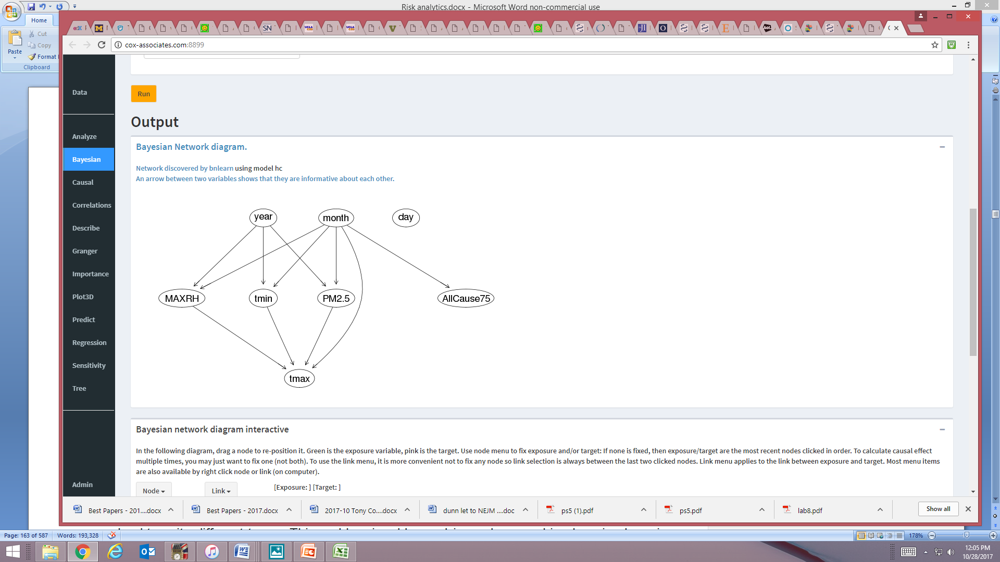 Risk analytics.docx - Microsoft Word non-commercial use
Home
Paste
Cut
Copy
Format
Clipboard
cox-associates.com:8899
Data
Analyze
Bayesian
Causal
Correlations
Describe
Granger
Importance
Plot3D
Predict
Regression
Sensitivity
Tree
Admin
Run
Output
Bayesian Network diagram.
Network discovered by bnlearn using model hc
An arrow between two variables shows that they are informative about each other.
year month day
MAXRH tmin PM2.5 AllCause75
tmax
Bayesian network diagram interactive
In the following diagram, drag a node to re-position it. Green is the exposure variable, pink is the target. Use node menu to fix exposure and/or target: If none is fixed, then exposure/target are the most recent nodes clicked in order. To calculate causal effect
multiple times, you may just want to fix one (not both). To use the link menu, it is more convenient not to fix any node so link selection is always between the last two clicked nodes. Link menu applies to the link between exposure and target. Most menu items
are also available by right click node or link (on computer).
Node Link [Exposure: ] [Target: ]
Best Papers - 201....docx Best Papers - 2017.docx 2017-10 Tony Co....docx dunn let to NEJM ....doc ps5 (1).pdf ps5.pdf lab8.pdf Show all
Page: 163 of 587 Words: 193,328 178%
12:05 PM
10/28/2017